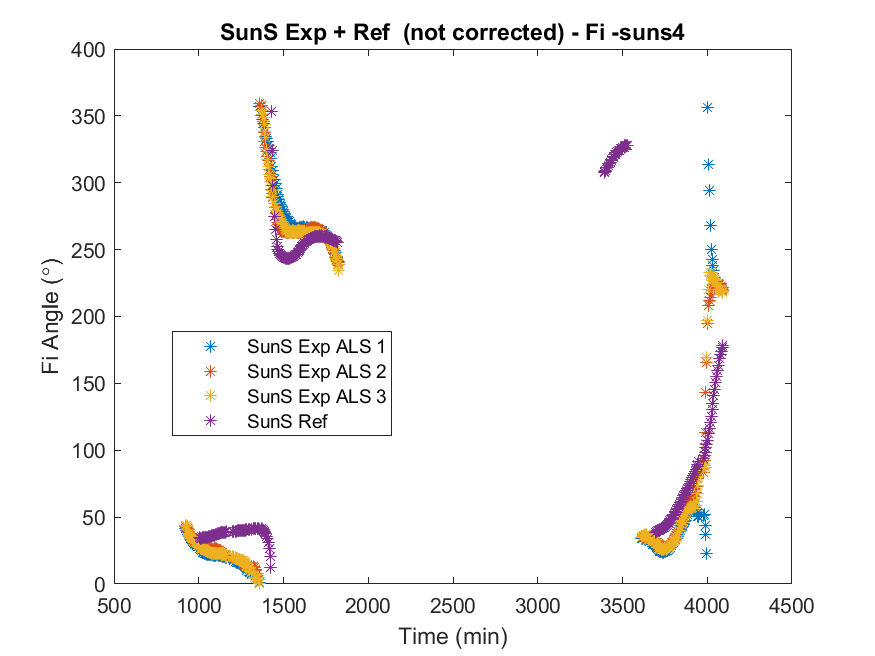 SunS Exp + Ref (not corrected) - Fi -suns4
400
350
300
250
200
150
100
50
0
Fi Angle (°)
SunS Exp ALS 1
SunS Exp ALS 2
SunS Exp ALS 3
SunS Ref
500 1000 1500 2000 2500 3000 3500 4000 4500
Time (min)